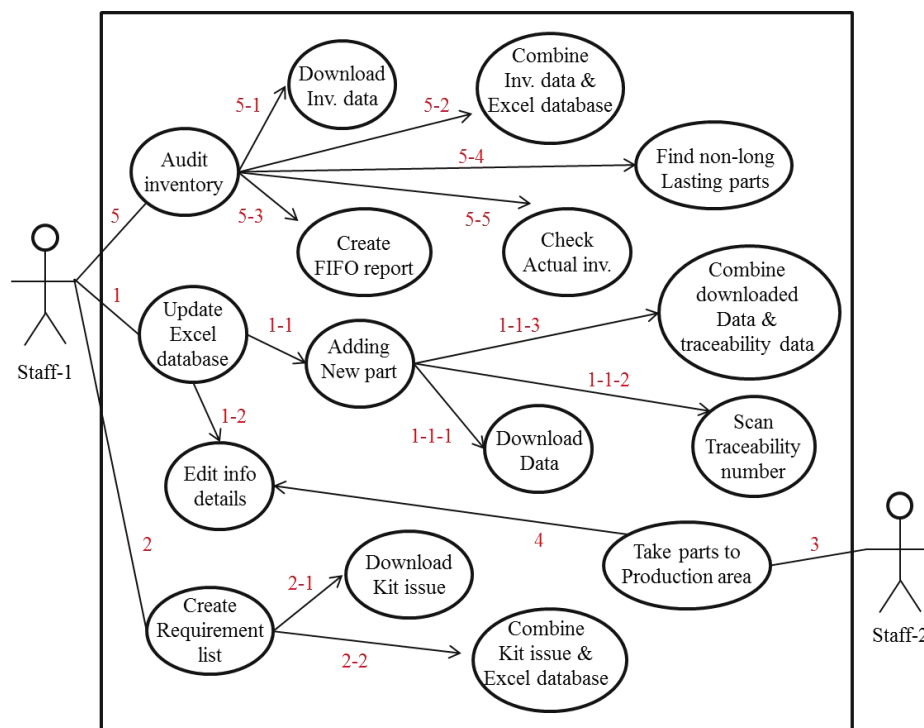 Combine
Inv. data &
Excel database
Download
Inv. data
5-1
5-2
Audit
inventory
5-4
Find non-long
Lasting parts
5
5-3
5-5
Create
FIFO report
Check
Actual inv.
Staff-1
1
Update
Excel
database
1-1
Adding
New part
1-1-3
Combine
downloaded
Data &
traceability data
1-1-2
1-2
1-1-1
Download
Data
Scan
Traceability
number
Edit info
details
2
4
3
Take parts to
Production area
Download
Kit issue
2-1
Create
Requirement
list
2-2
Combine
Kit issue &
Excel database
Staff-2